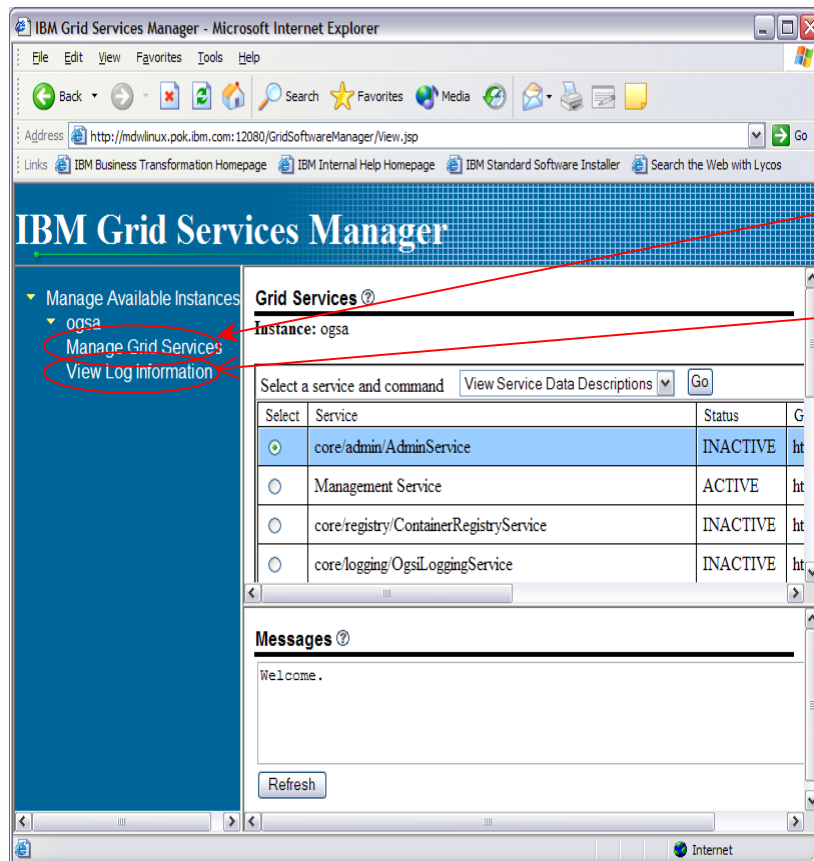 IBM Grid Services Manager - Microsoft Internet Explorer
File Edit View Favorites Tools Help
Back Search Favorites Media
Address http://mdwlinux.pok.ibm.com:12080/GridSoftwareManager/View.jsp Go
Links IBM Business Transformation Homepage IBM Internal Help Homepage IBM Standard Software Installer Search the Web with Lycos
IBM Grid Services Manager
Manage Available Instances
ogsa
Manage Grid Services
View Log Information
Grid Services
Instance: ogsa
Select a service and command View Service Data Descriptions Go
Select Service Status G
core/admin/AdminService INACTIVE ht
Management Service ACTIVE ht
core/registry/ContainerRegistryService INACTIVE ht
core/logging/OgsiLoggingService INACTIVE ht
Messages
Welcome.
Refresh
Internet